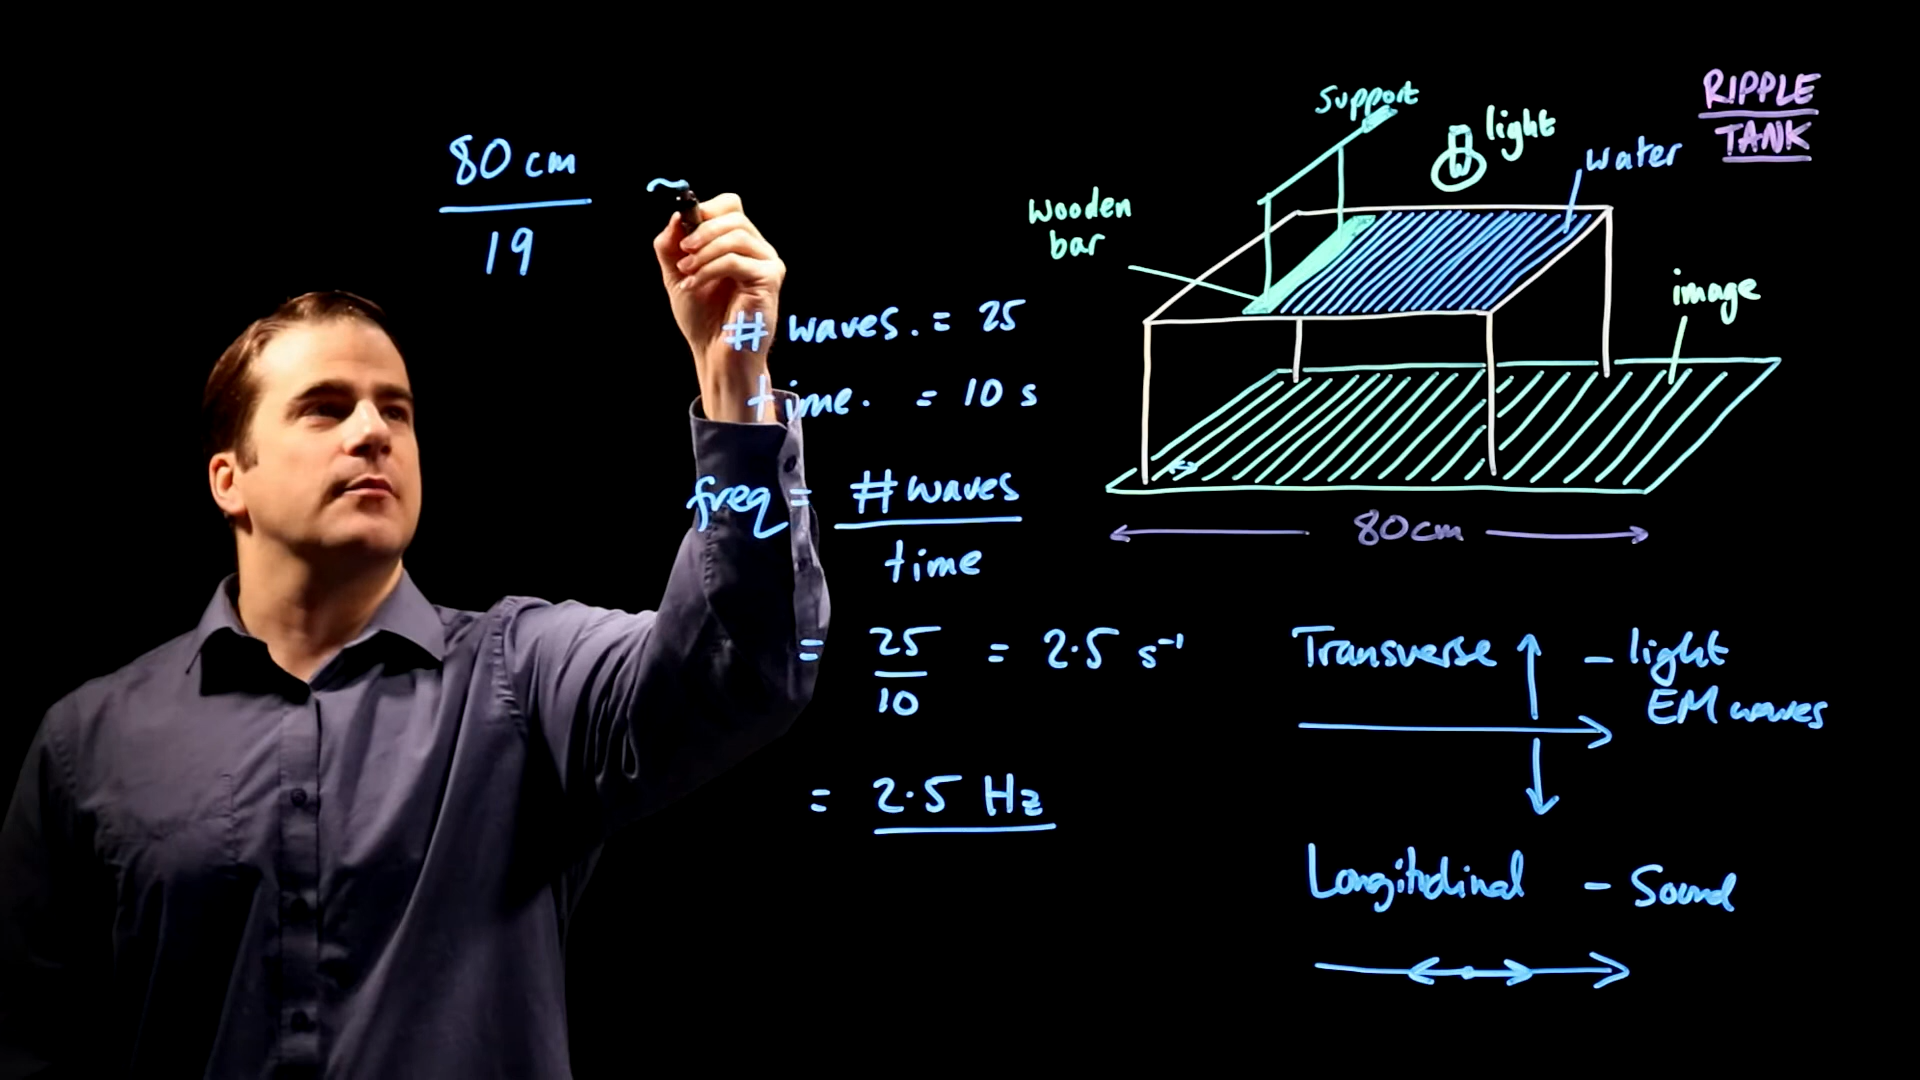 RIPPLE
TANK
support
light
water
wooden
bar
image
80cm
80 cm
19
~
# waves. = 25
time. = 10 s
freq = # waves
time
= 25 = 2.5 s⁻¹
10
= 2.5 Hz
Transverse – light
EM waves
Longitudinal – Sound